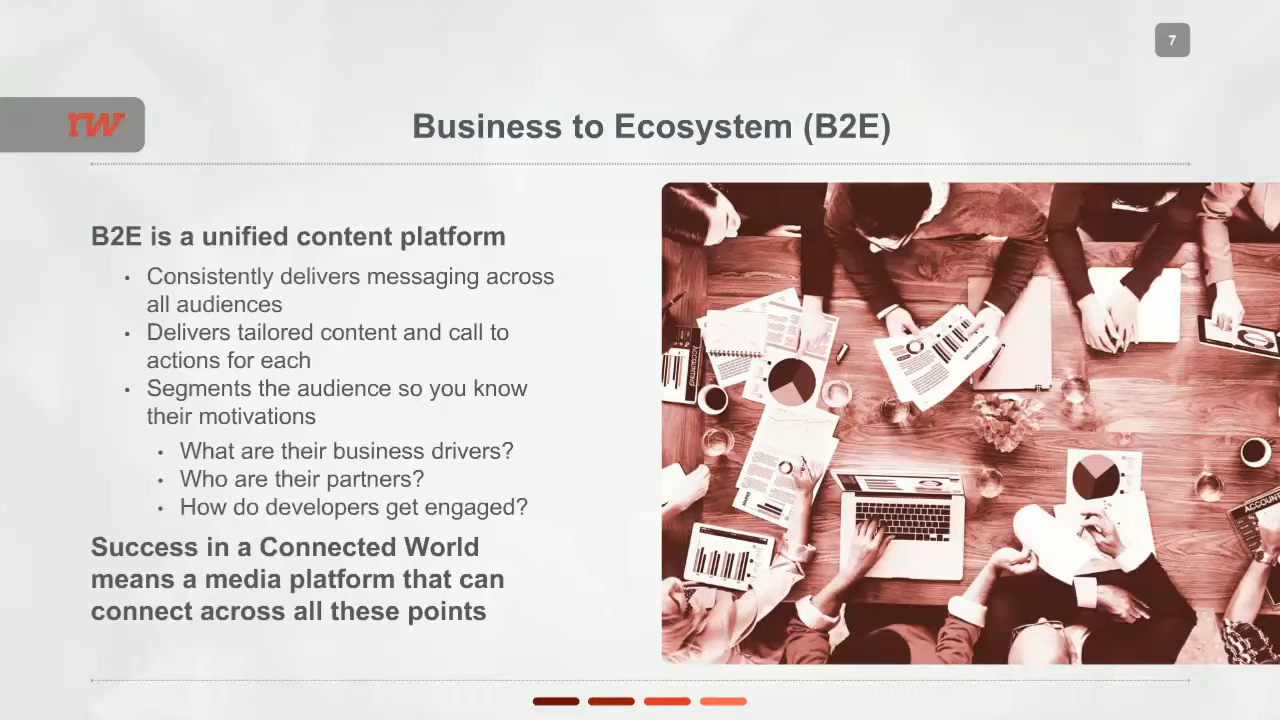 7
rw
Business to Ecosystem (B2E)
B2E is a unified content platform
• Consistently delivers messaging across
all audiences
• Delivers tailored content and call to
actions for each
• Segments the audience so you know
their motivations
• What are their business drivers?
• Who are their partners?
• How do developers get engaged?
Success in a Connected World
means a media platform that can
connect across all these points
ACCOUNTING